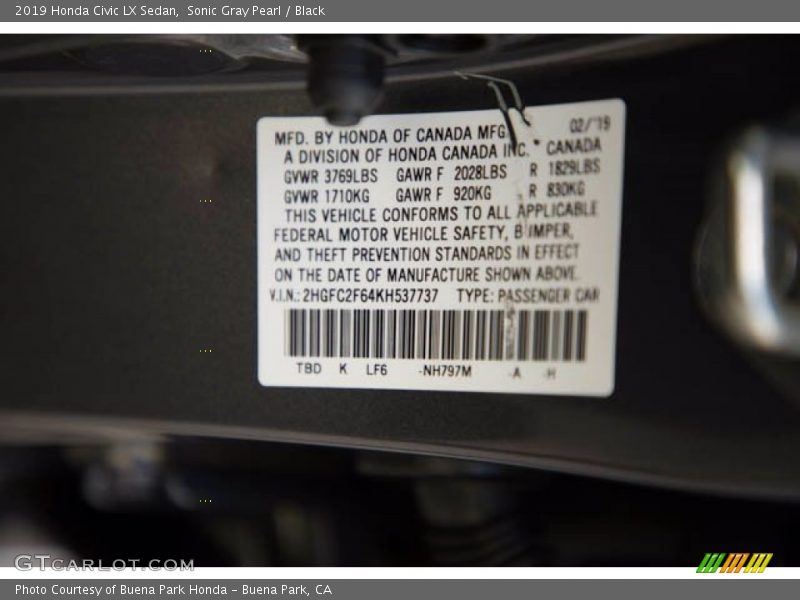 2019 Honda Civic LX Sedan, Sonic Gray Pearl / Black
MFD. BY HONDA OF CANADA MFG. 02/'19
A DIVISION OF HONDA CANADA INC. CANADA
GVWR 3769LBS GAWR F 2028LBS R 1829LBS
GVWR 1710KG GAWR F 920KG R 830KG
THIS VEHICLE CONFORMS TO ALL APPLICABLE
FEDERAL MOTOR VEHICLE SAFETY, B IMPER,
AND THEFT PREVENTION STANDARDS IN EFFECT
ON THE DATE OF MANUFACTURE SHOWN ABOVE.
V.I.N.: 2HGFC2F64KH537737 TYPE: PASSENGER CAR
TBD K LF6 -NH797M -A -H
GTCARLOT.COM
Photo Courtesy of Buena Park Honda - Buena Park, CA